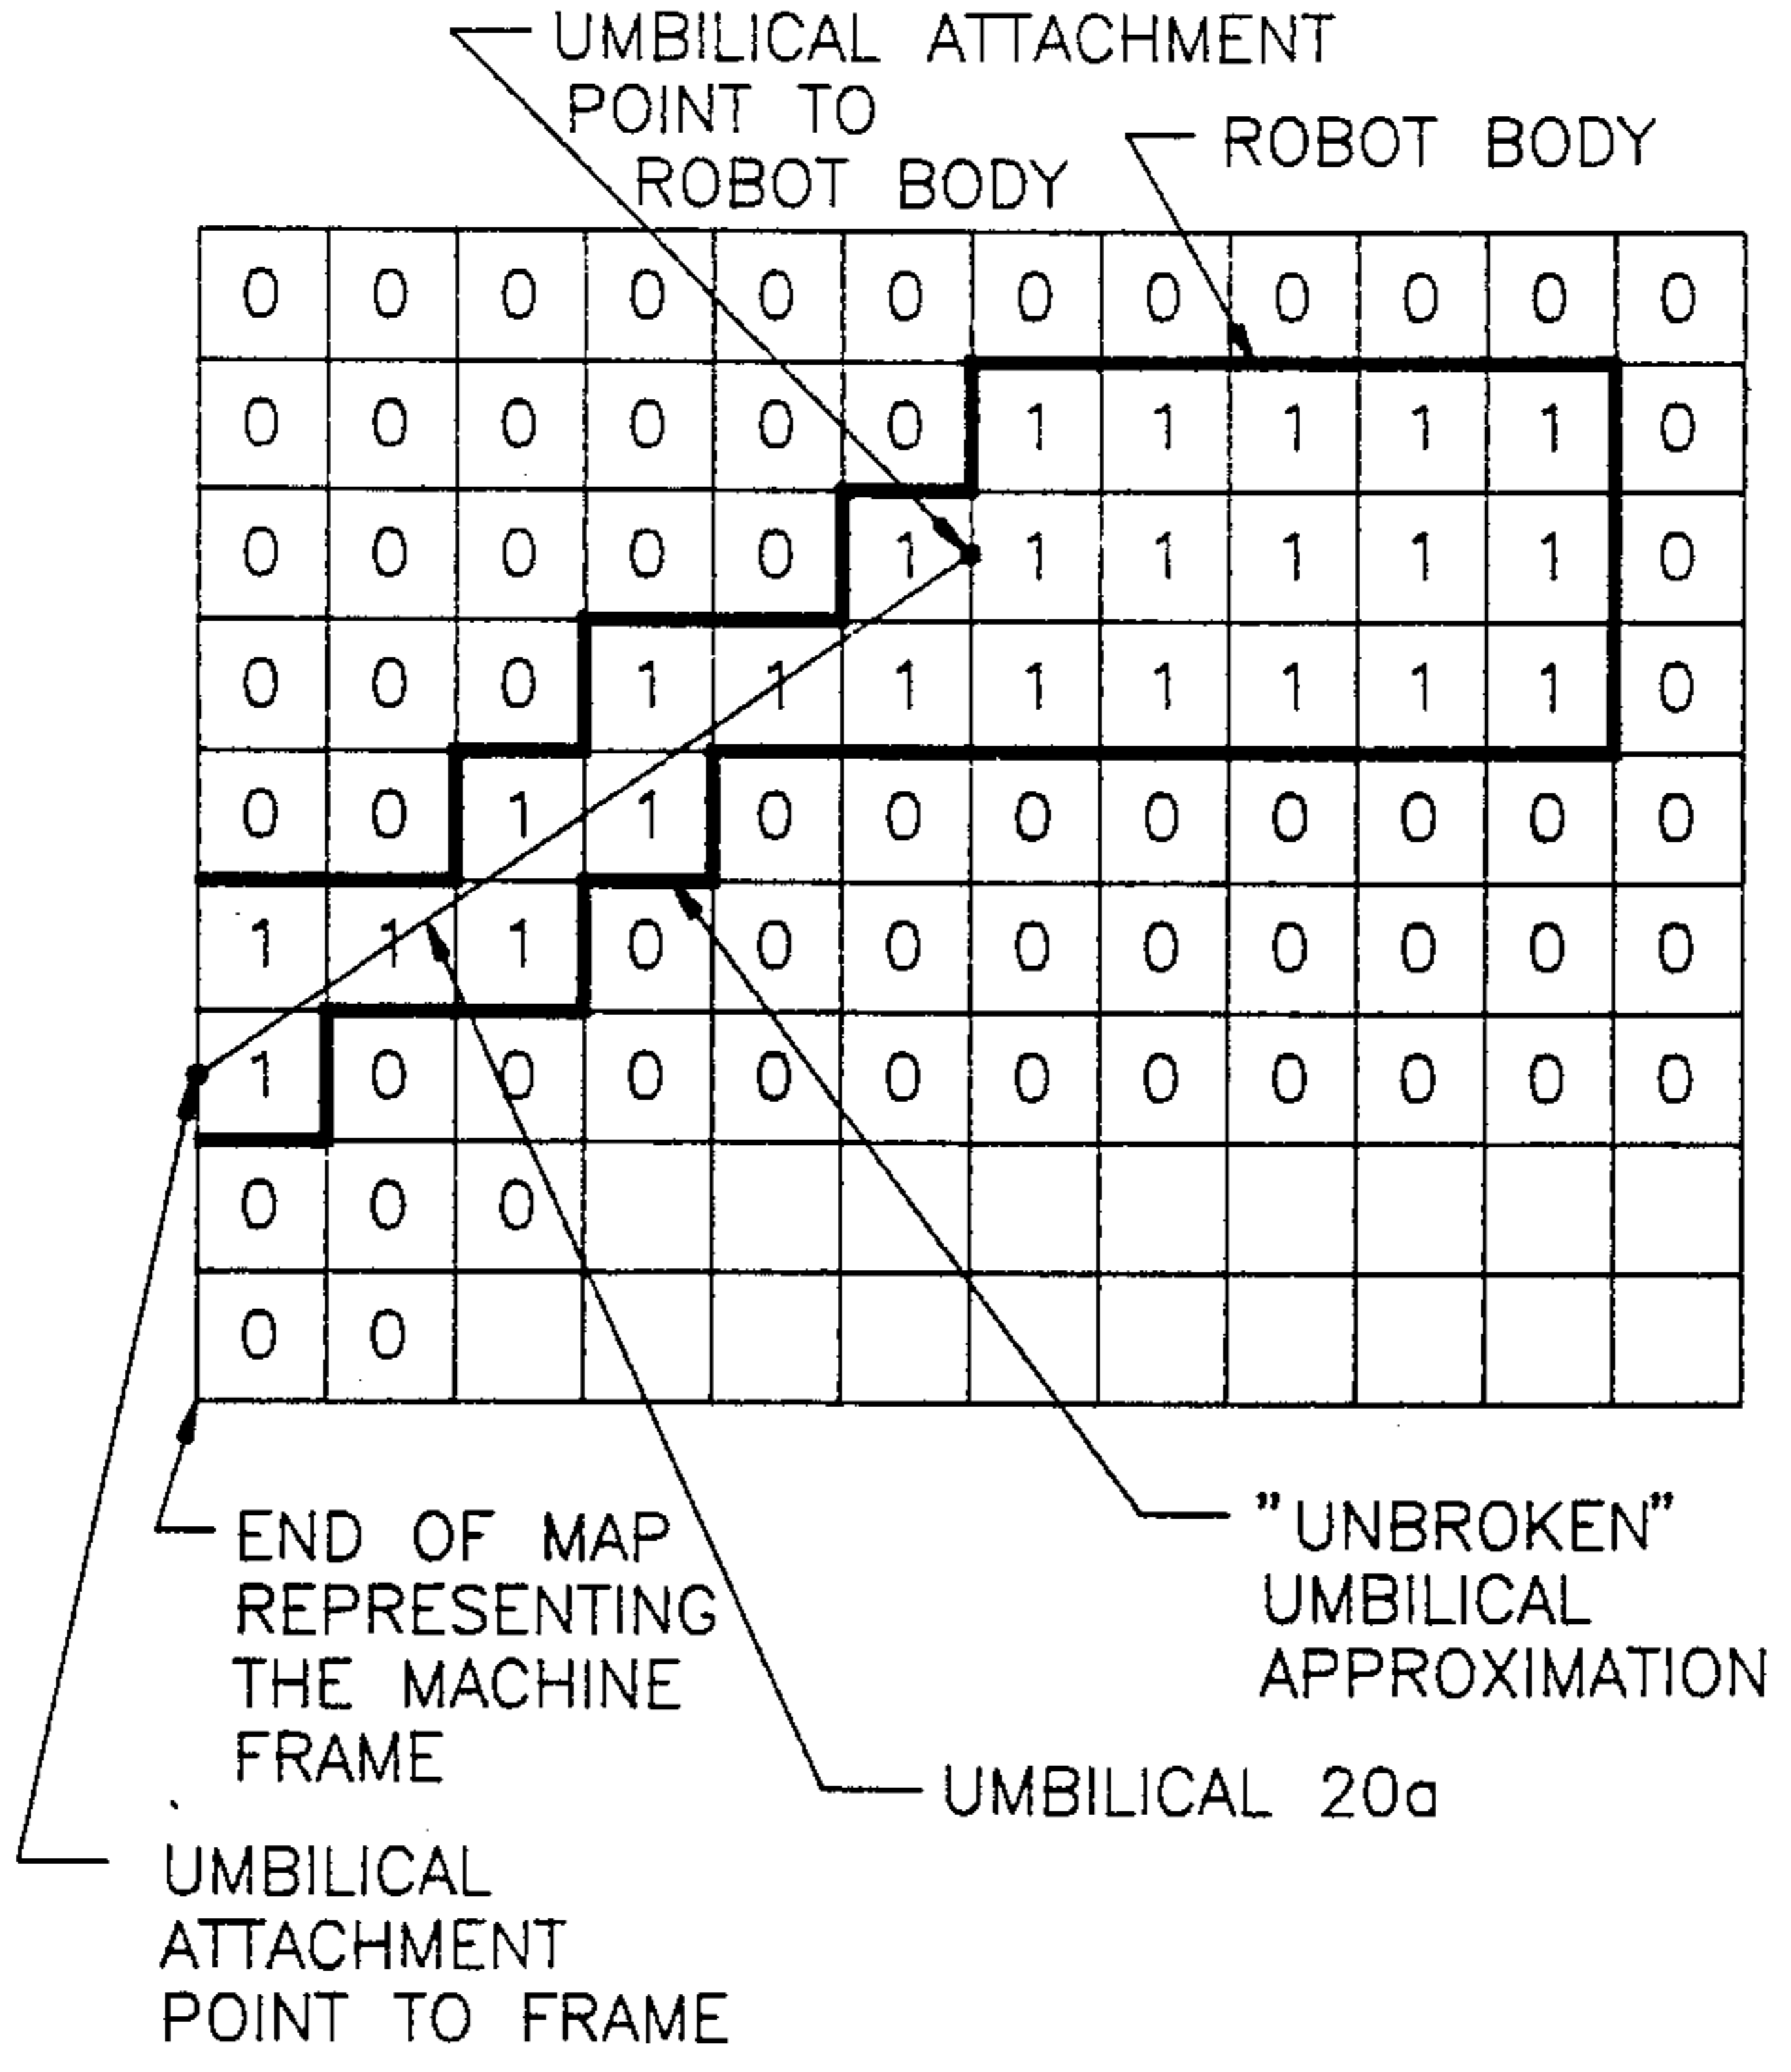 UMBILICAL ATTACHMENT
POINT TO
ROBOT BODY
ROBOT BODY
0 0 0 0 0 0 0 0 0 0 0 0
0 0 0 0 0 0 1 1 1 1 1 0
0 0 0 0 0 1 1 1 1 1 1 0
0 0 0 1 1 1 1 1 1 1 1 0
0 0 1 1 0 0 0 0 0 0 0 0
1 1 1 0 0 0 0 0 0 0 0 0
1 0 0 0 0 0 0 0 0 0 0 0
0 0 0
0 0
END OF MAP
REPRESENTING
THE MACHINE
FRAME
"UNBROKEN"
UMBILICAL
APPROXIMATION
UMBILICAL 20a
UMBILICAL
ATTACHMENT
POINT TO FRAME